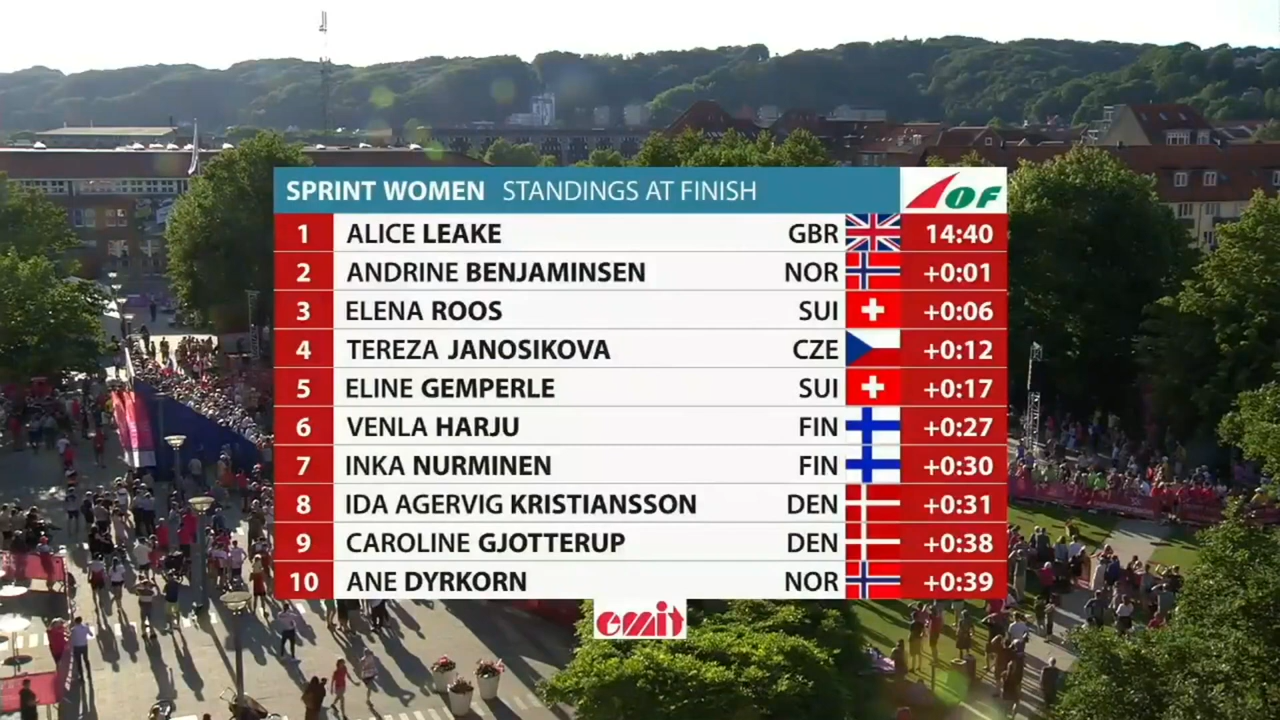 SPRINT WOMEN STANDINGS AT FINISH IOF
1 ALICE LEAKE GBR 14:40
2 ANDRINE BENJAMINSEN NOR +0:01
3 ELENA ROOS SUI +0:06
4 TEREZA JANOSIKOVA CZE +0:12
5 ELINE GEMPERLE SUI +0:17
6 VENLA HARJU FIN +0:27
7 INKA NURMINEN FIN +0:30
8 IDA AGERVIG KRISTIANSSON DEN +0:31
9 CAROLINE GJOTTERUP DEN +0:38
10 ANE DYRKORN NOR +0:39
emit